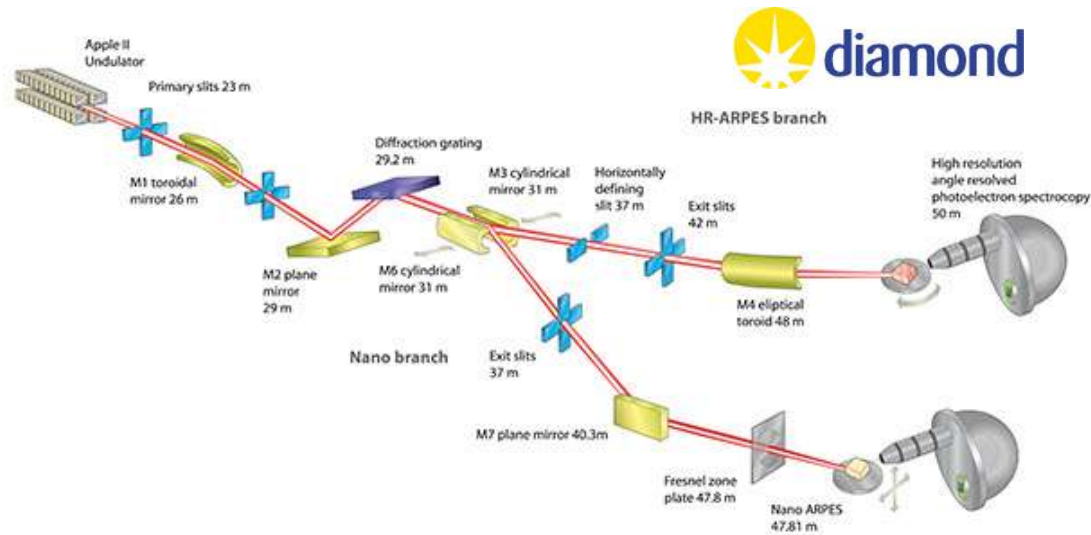 diamond
Apple II
Undulator
Primary slits 23 m
HR-ARPES branch
Diffraction grating
29.2 m
M3 cylindrical
mirror 31 m
Horizontally
defining
slit 37 m
High resolution
angle resolved
photoelectron spectrocopy
50 m
M1 toroidal
mirror 26 m
Exit slits
42 m
M2 plane
mirror
29 m
M6 cylindrical
mirror 31 m
M4 eliptical
toroid 48 m
Nano branch
Exit slits
37 m
M7 plane mirror 40.3m
Fresnel zone
plate 47.8 m
Nano ARPES
47.81 m